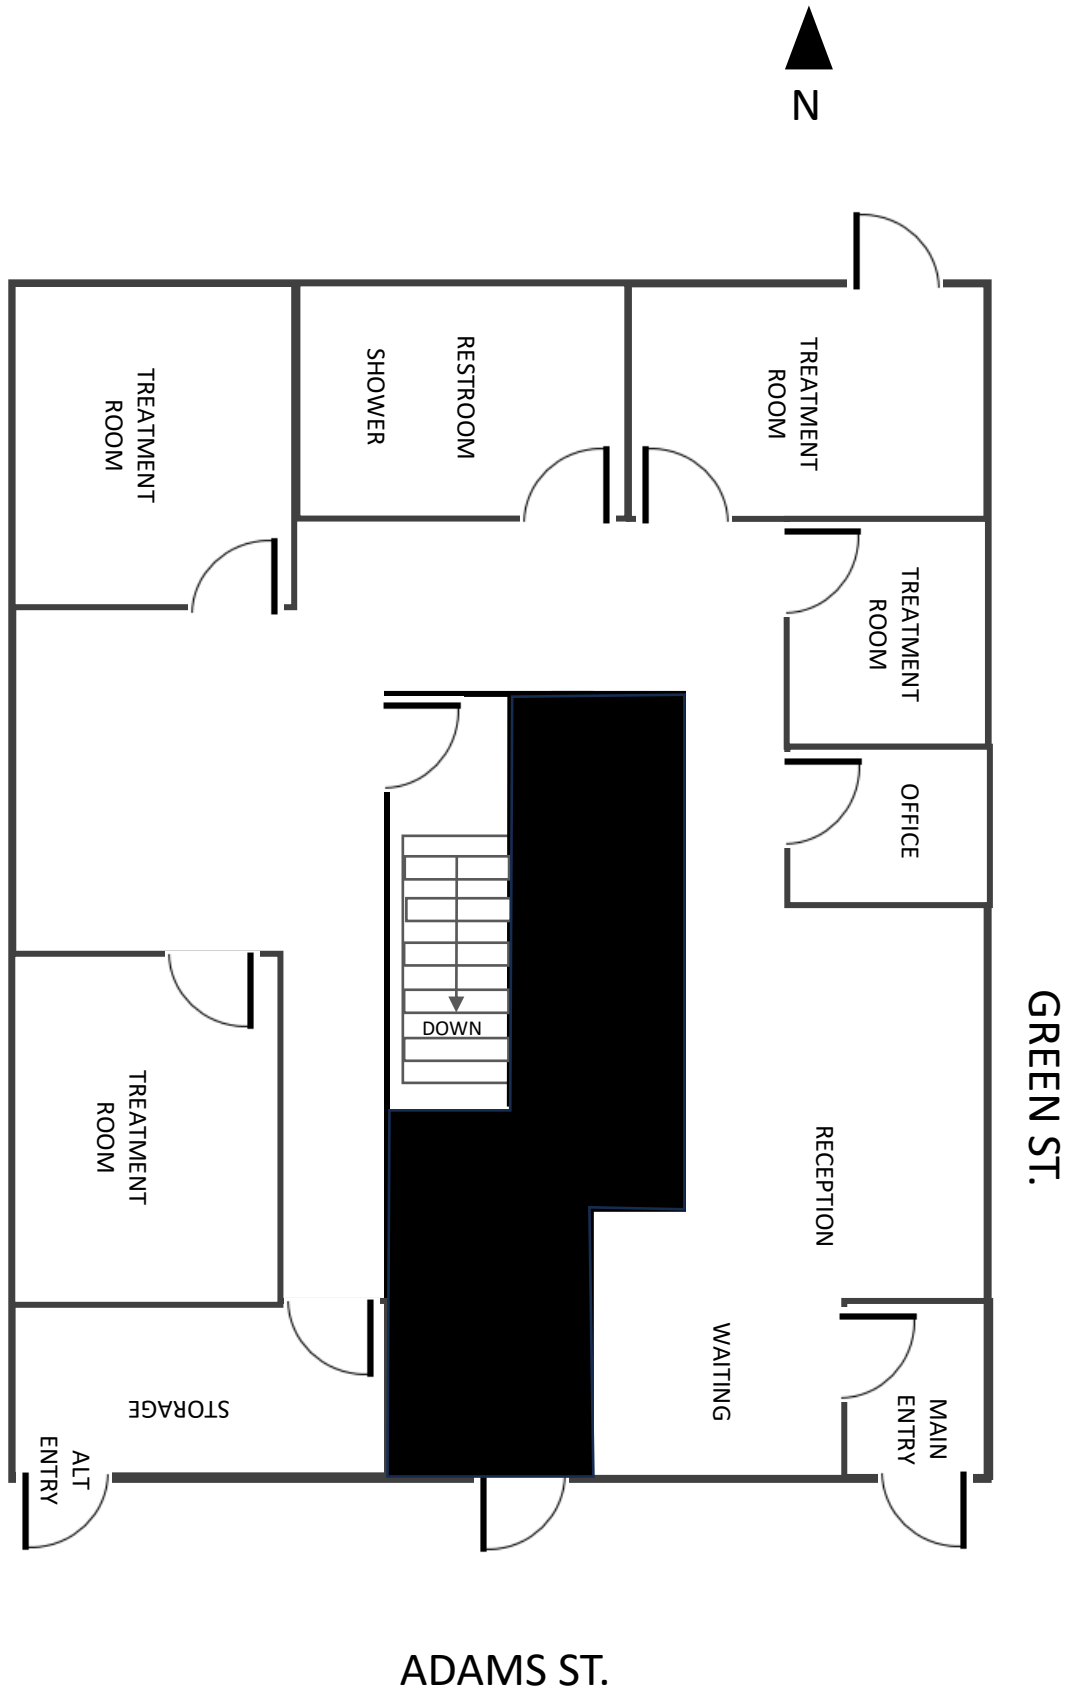 N
TREATMENT
ROOM
SHOWER
RESTROOM
TREATMENT
ROOM
TREATMENT
ROOM
OFFICE
DOWN
GREEN ST.
TREATMENT
ROOM
RECEPTION
WAITING
STORAGE
MAIN
ENTRY
ALT
ENTRY
ADAMS ST.